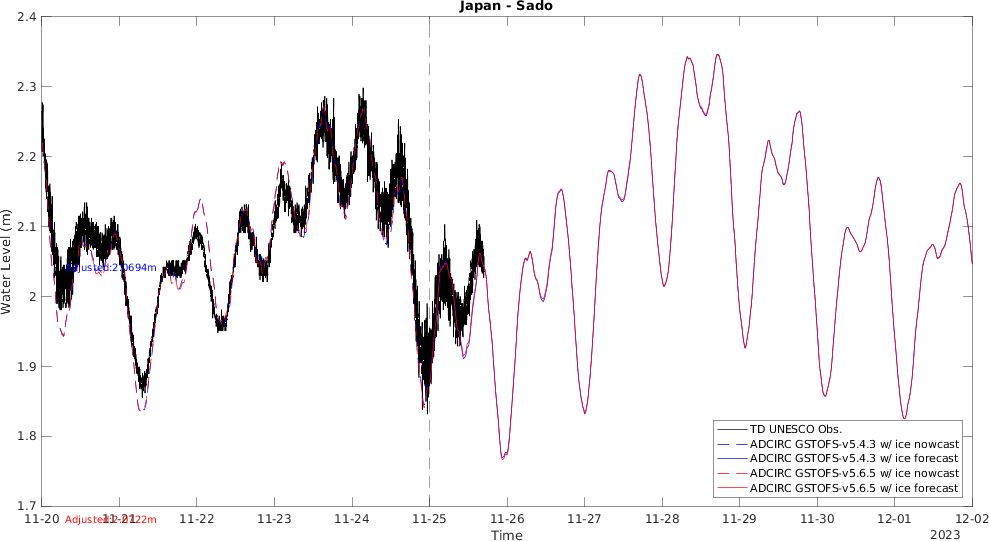 Japan - Sado
2.4
2.3
2.2
2.1
2
1.9
1.8
1.7
Water Level (m)
Adjusted:2.0694m
TD UNESCO Obs.
ADCIRC GSTOFS-v5.4.3 w/ ice nowcast
ADCIRC GSTOFS-v5.4.3 w/ ice forecast
ADCIRC GSTOFS-v5.6.5 w/ ice nowcast
ADCIRC GSTOFS-v5.6.5 w/ ice forecast
11-20 11-21 11-22 11-23 11-24 11-25 11-26 11-27 11-28 11-29 11-30 12-01 12-02
Time
2023